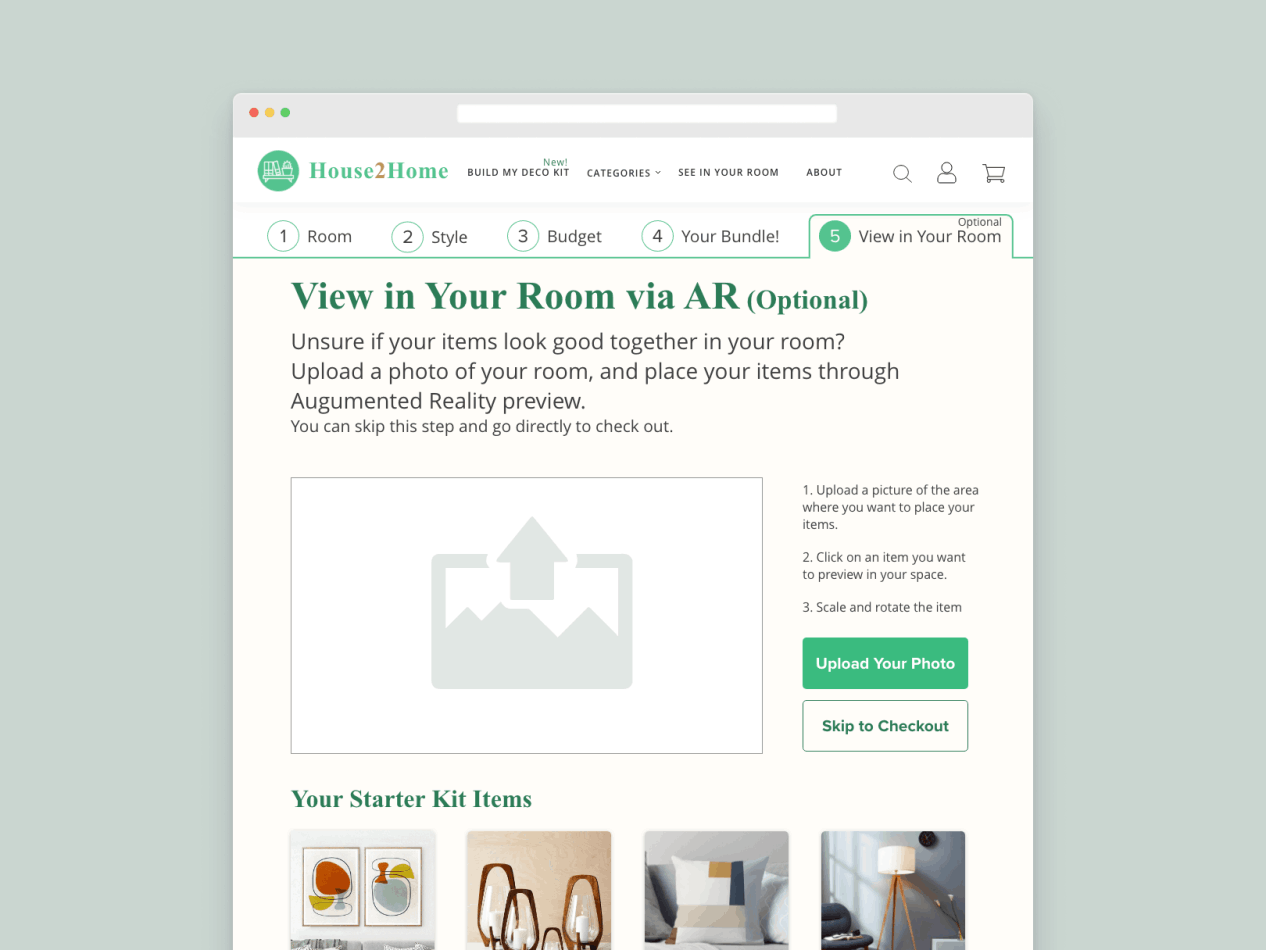 House2Home
New!
BUILD MY DECO KIT
CATEGORIES
SEE IN YOUR ROOM
ABOUT
1 Room
2 Style
3 Budget
4 Your Bundle!
Optional
5 View in Your Room
View in Your Room via AR (Optional)
Unsure if your items look good together in your room?
Upload a photo of your room, and place your items through
Augumented Reality preview.
You can skip this step and go directly to check out.
1. Upload a picture of the area
where you want to place your
items.
2. Click on an item you want
to preview in your space.
3. Scale and rotate the item
Upload Your Photo
Skip to Checkout
Your Starter Kit Items